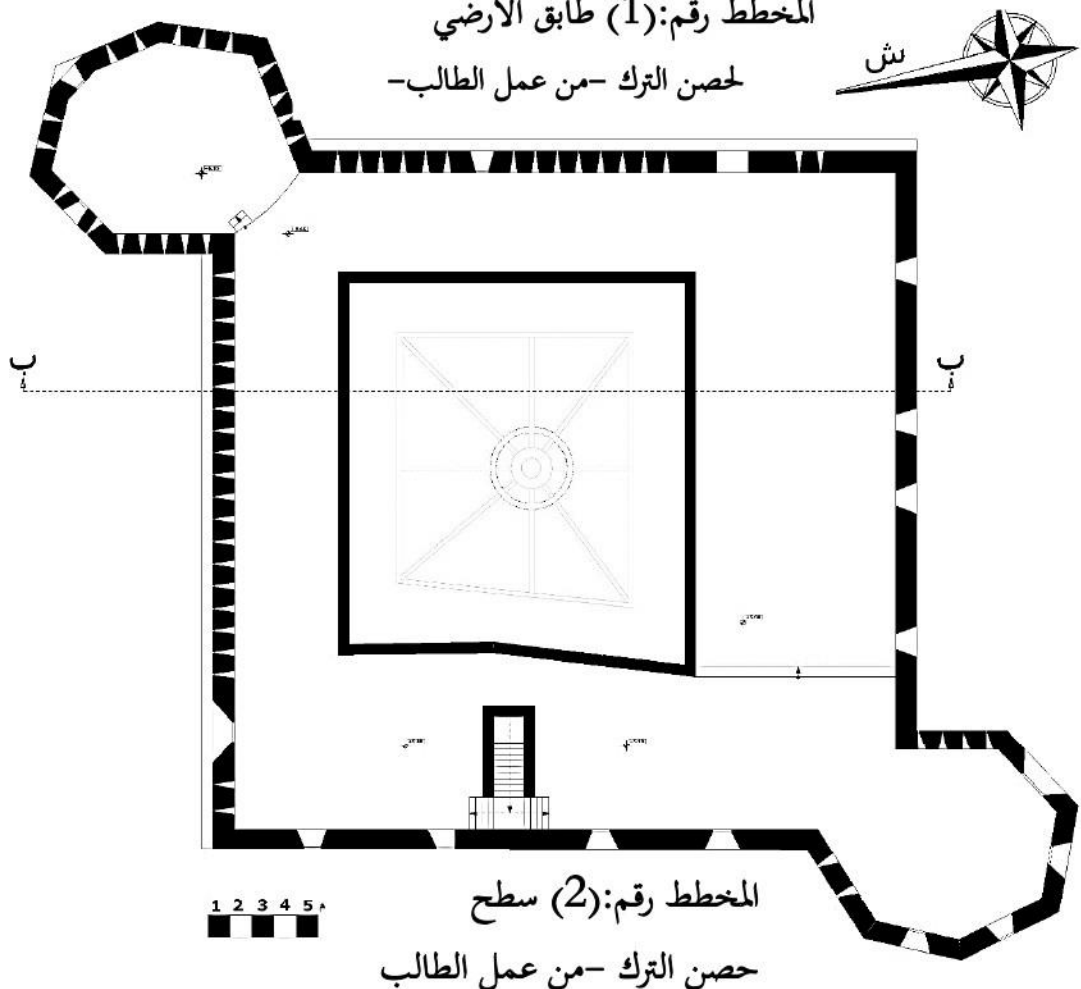 المخطط رقم:(1) طابق الارضي
لحصن الترك -من عمل الطالب-
ش
ب
ب
1 2 3 4 5 م
المخطط رقم:(2) سطح
حصن الترك -من عمل الطالب